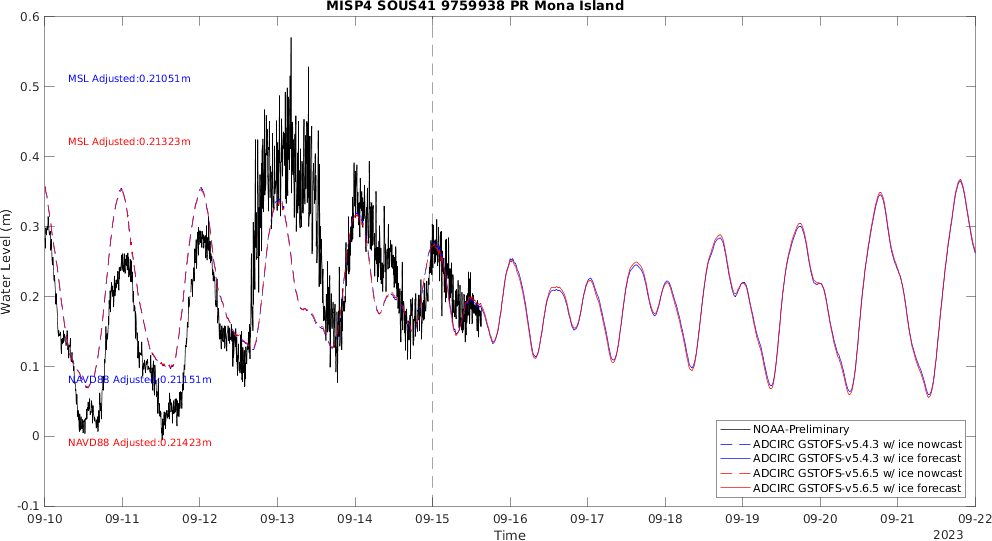 MISP4 SOUS41 9759938 PR Mona Island
Water Level (m)
0.6
0.5
0.4
0.3
0.2
0.1
0
-0.1
MSL Adjusted:0.21051m
MSL Adjusted:0.21323m
NAVD88 Adjusted:0.21151m
NAVD88 Adjusted:0.21423m
NOAA-Preliminary
ADCIRC GSTOFS-v5.4.3 w/ ice nowcast
ADCIRC GSTOFS-v5.4.3 w/ ice forecast
ADCIRC GSTOFS-v5.6.5 w/ ice nowcast
ADCIRC GSTOFS-v5.6.5 w/ ice forecast
09-10 09-11 09-12 09-13 09-14 09-15 09-16 09-17 09-18 09-19 09-20 09-21 09-22
Time
2023